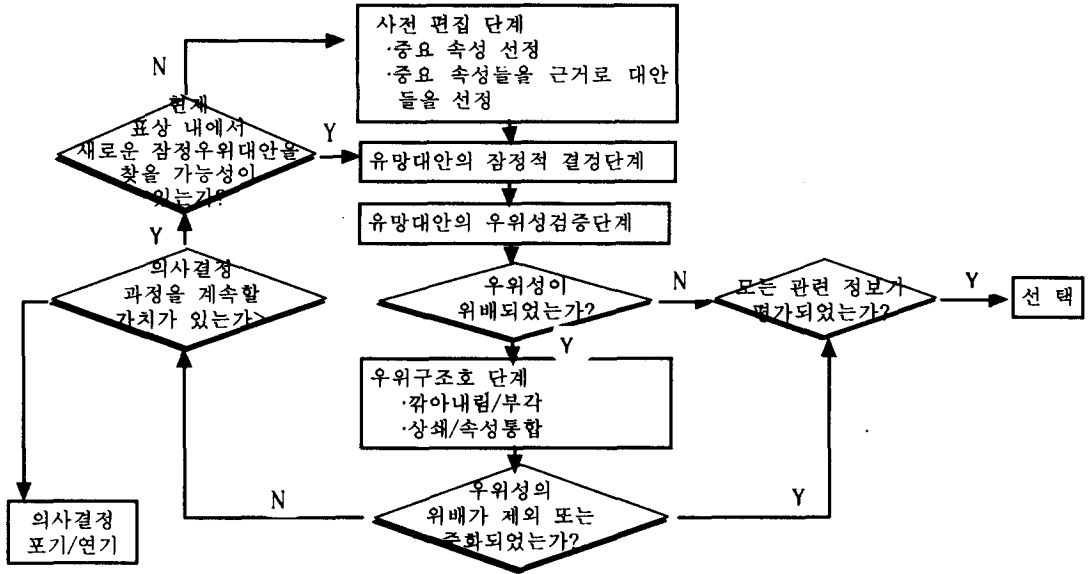 사전 편집 단계
·중요 속성 선정
·중요 속성들을 근거로 대안
들을 선정
N
현재
표상 내에서
새로운 잠정우위대안을
찾을 가능성이
있는가?
Y
유망대안의 잠정적 결정단계
유망대안의 우위성검증단계
Y
의사결정
과정을 계속할
가치가 있는가>
우위성이
위배되었는가?
N
모든 관련 정보가
평가되었는가?
Y
선 택
Y
우위구조호 단계
·깎아내림/부각
·상쇄/속성통합
N
우위성의
위배가 제외 또는
중화되었는가?
Y
의사결정
포기/연기